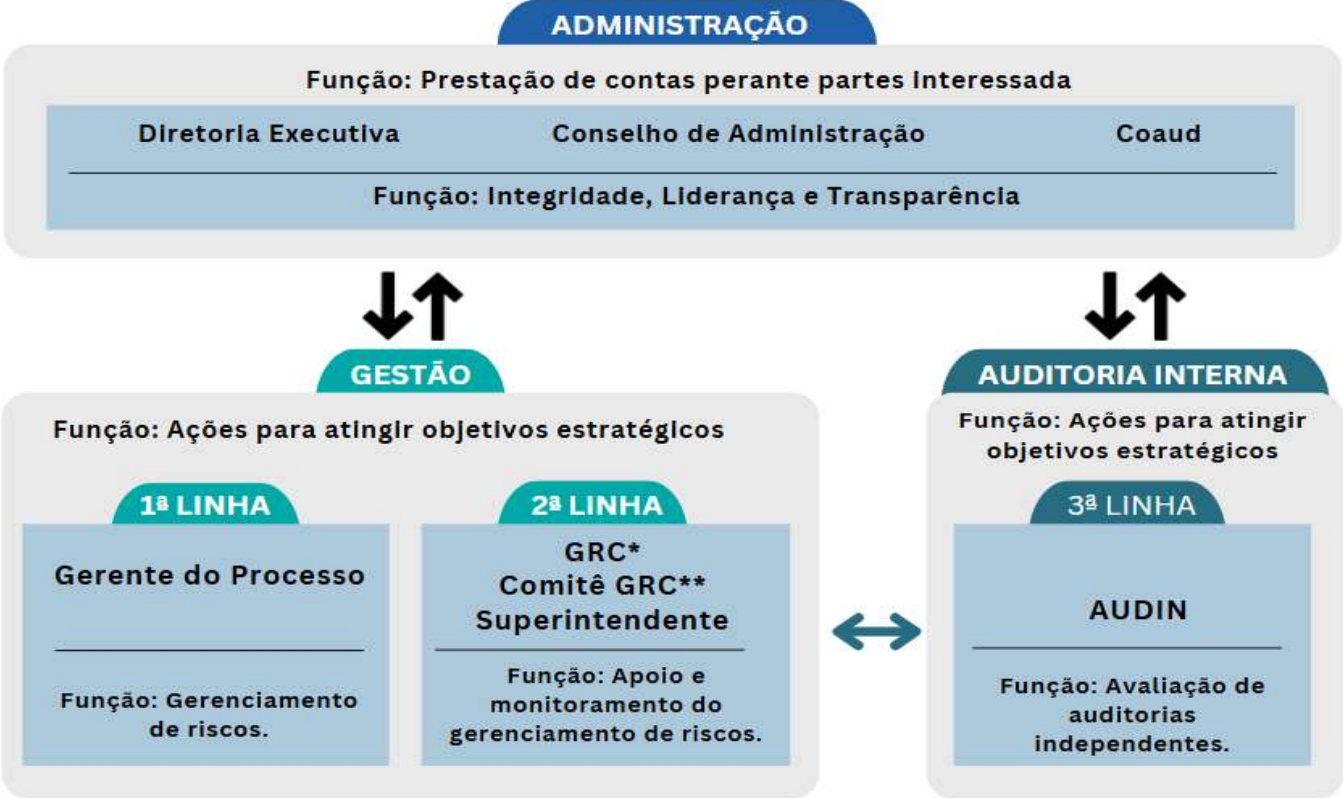 ADMINISTRAÇÃO
Função: Prestação de contas perante partes interessada
Diretoria Executiva
Conselho de Administração
Coaud
Função: Integridade, Liderança e Transparência
GESTÃO
Função: Ações para atingir objetivos estratégicos
1ª LINHA
Gerente do Processo
Função: Gerenciamento
de riscos.
2ª LINHA
GRC*
Comitê GRC**
Superintendente
Função: Apoio e
monitoramento do
gerenciamento de riscos.
AUDITORIA INTERNA
Função: Ações para atingir
objetivos estratégicos
3ª LINHA
AUDIN
Função: Avaliação de
auditorias
independentes.